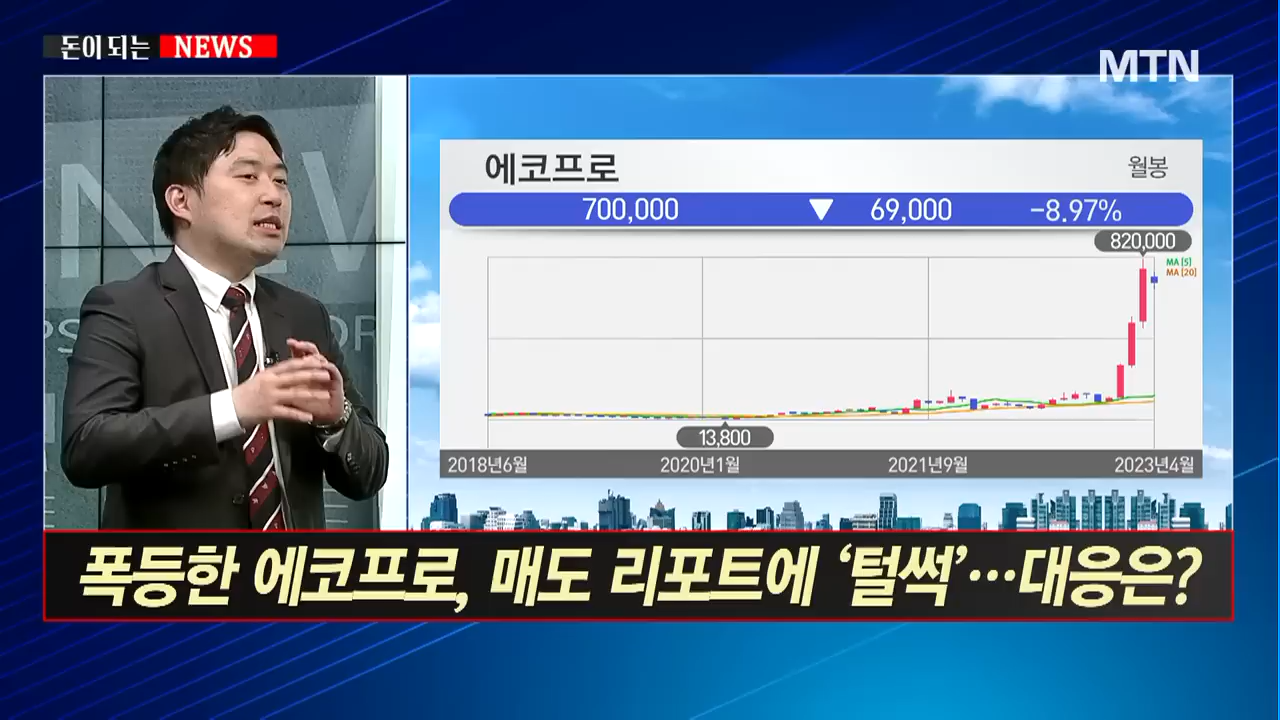 돈이 되는 NEWS
MTN
에코프로
월봉
700,000 ▼ 69,000 -8.97%
820,000
MA [5]
MA [20]
13,800
2018년6월 2020년1월 2021년9월 2023년4월
폭등한 에코프로, 매도 리포트에 ‘털썩’…대응은?